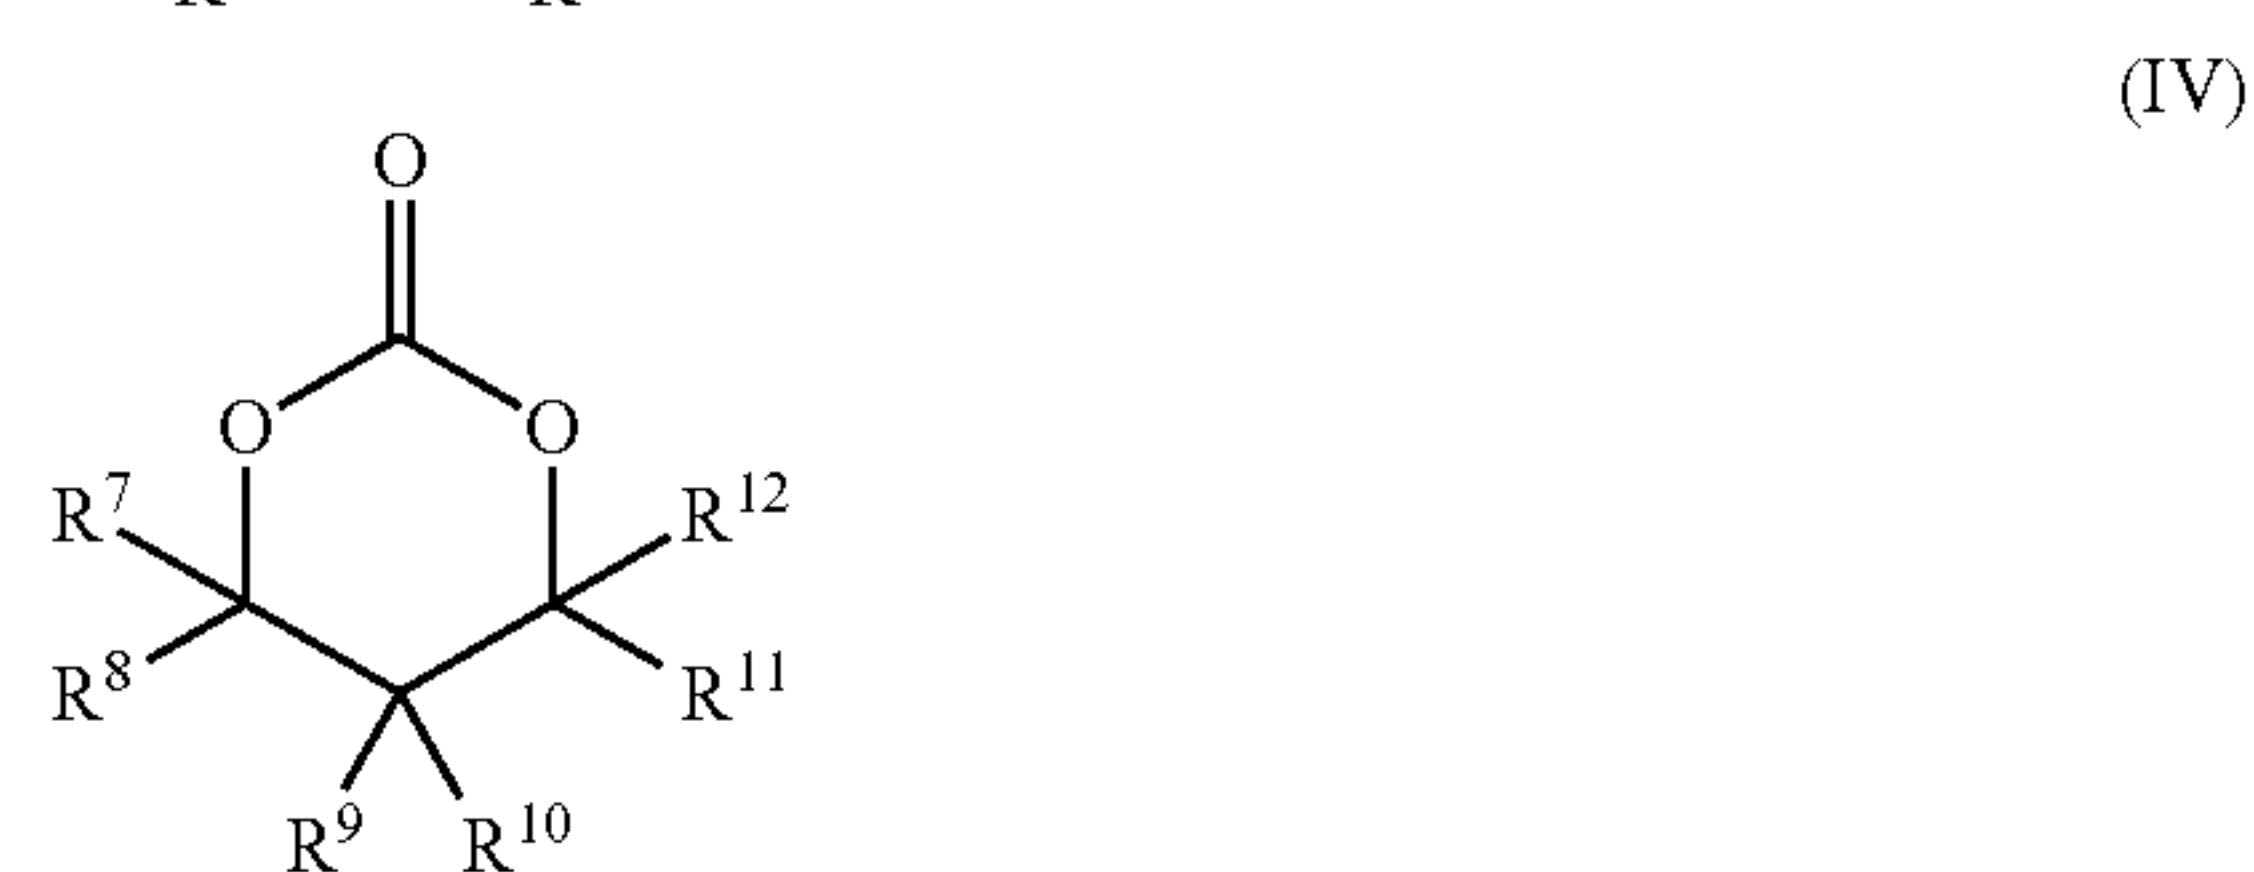 (IV)
O
O O
R⁷ R¹²
R⁸ R¹¹
R⁹ R¹⁰